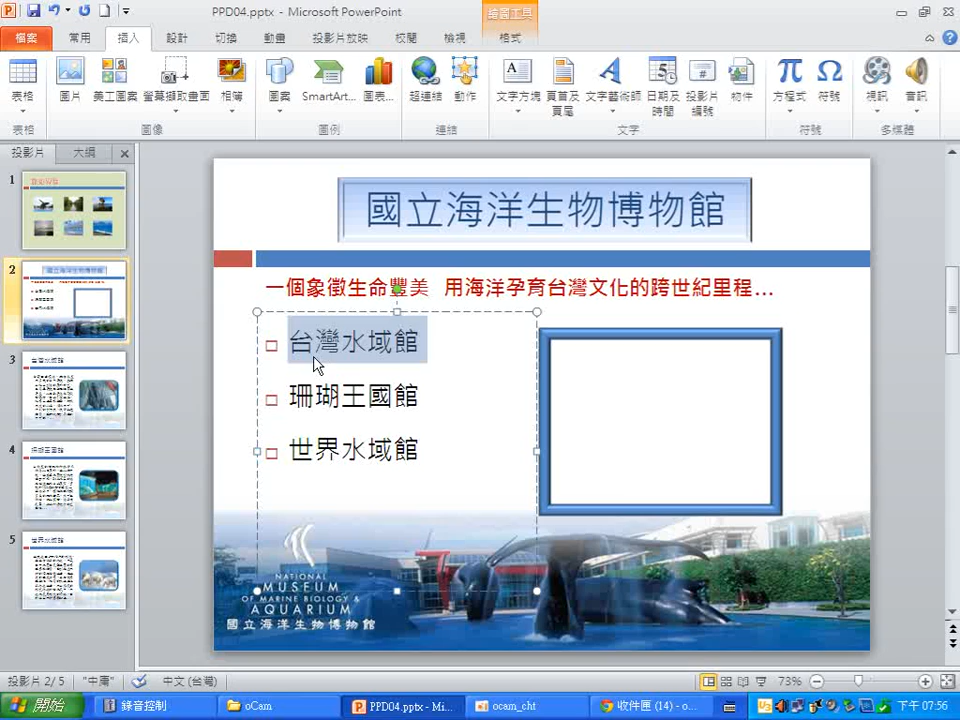 PPD04.pptx - Microsoft PowerPoint
繪圖工具
檔案 常用 插入 設計 切換 動畫 投影片放映 校閱 檢視 格式
表格 圖片 美工圖案 螢幕擷取畫面 相簿 圖案 SmartArt... 圖表... 超連結 動作 文字方塊 頁首及頁尾 文字藝術師 日期及時間 投影片編號 物件 方程式 符號 視訊 音訊
表格 圖像 圖例 連結 文字 符號 多媒體
投影片 大綱
1
2
3
4
5
國立海洋生物博物館
一個象徵生命豐美 用海洋孕育台灣文化的跨世紀里程...
台灣水域館
珊瑚王國館
世界水域館
NATIONAL
MUSEUM
OF MARINE BIOLOGY &
AQUARIUM
國立海洋生物博物館
投影片 2/5 "中庸" 中文 (台灣) 73%
開始 錄音控制 oCam PPD04.pptx - Mi... ocam_cht 收件匣 (14) - o... 下午 07:56